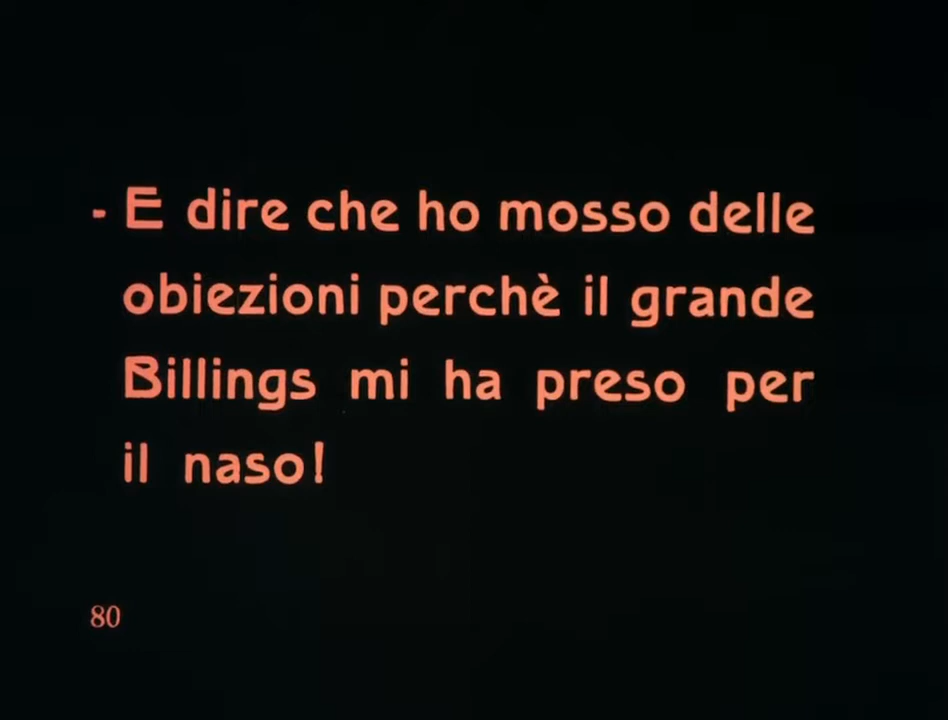 - E dire che ho mosso delle
obiezioni perchè il grande
Billings mi ha preso per
il naso!
80